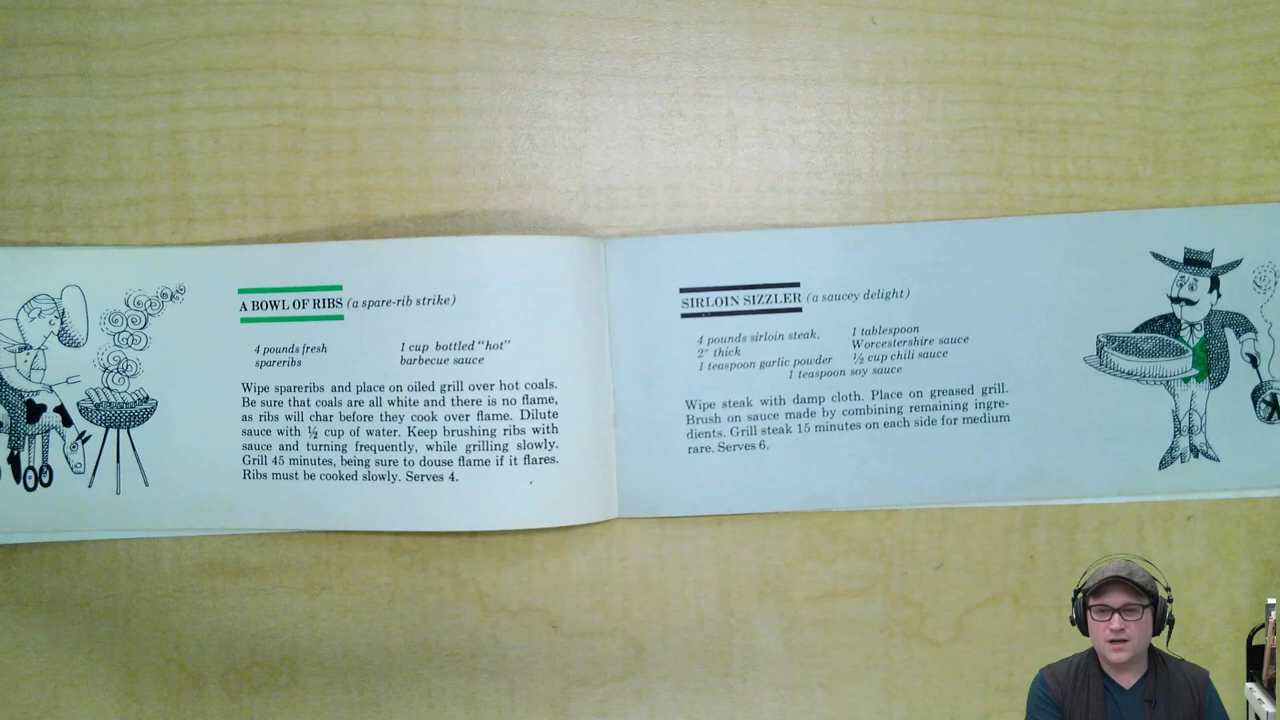 A BOWL OF RIBS (a spare-rib strike)
4 pounds fresh
spareribs
1 cup bottled "hot"
barbecue sauce
Wipe spareribs and place on oiled grill over hot coals.
Be sure that coals are all white and there is no flame,
as ribs will char before they cook over flame. Dilute
sauce with ½ cup of water. Keep brushing ribs with
sauce and turning frequently, while grilling slowly.
Grill 45 minutes, being sure to douse flame if it flares.
Ribs must be cooked slowly. Serves 4.
SIRLOIN SIZZLER (a saucey delight)
4 pounds sirloin steak,
2" thick
1 teaspoon garlic powder
1 tablespoon
Worcestershire sauce
½ cup chili sauce
1 teaspoon soy sauce
Wipe steak with damp cloth. Place on greased grill.
Brush on sauce made by combining remaining ingre-
dients. Grill steak 15 minutes on each side for medium
rare. Serves 6.